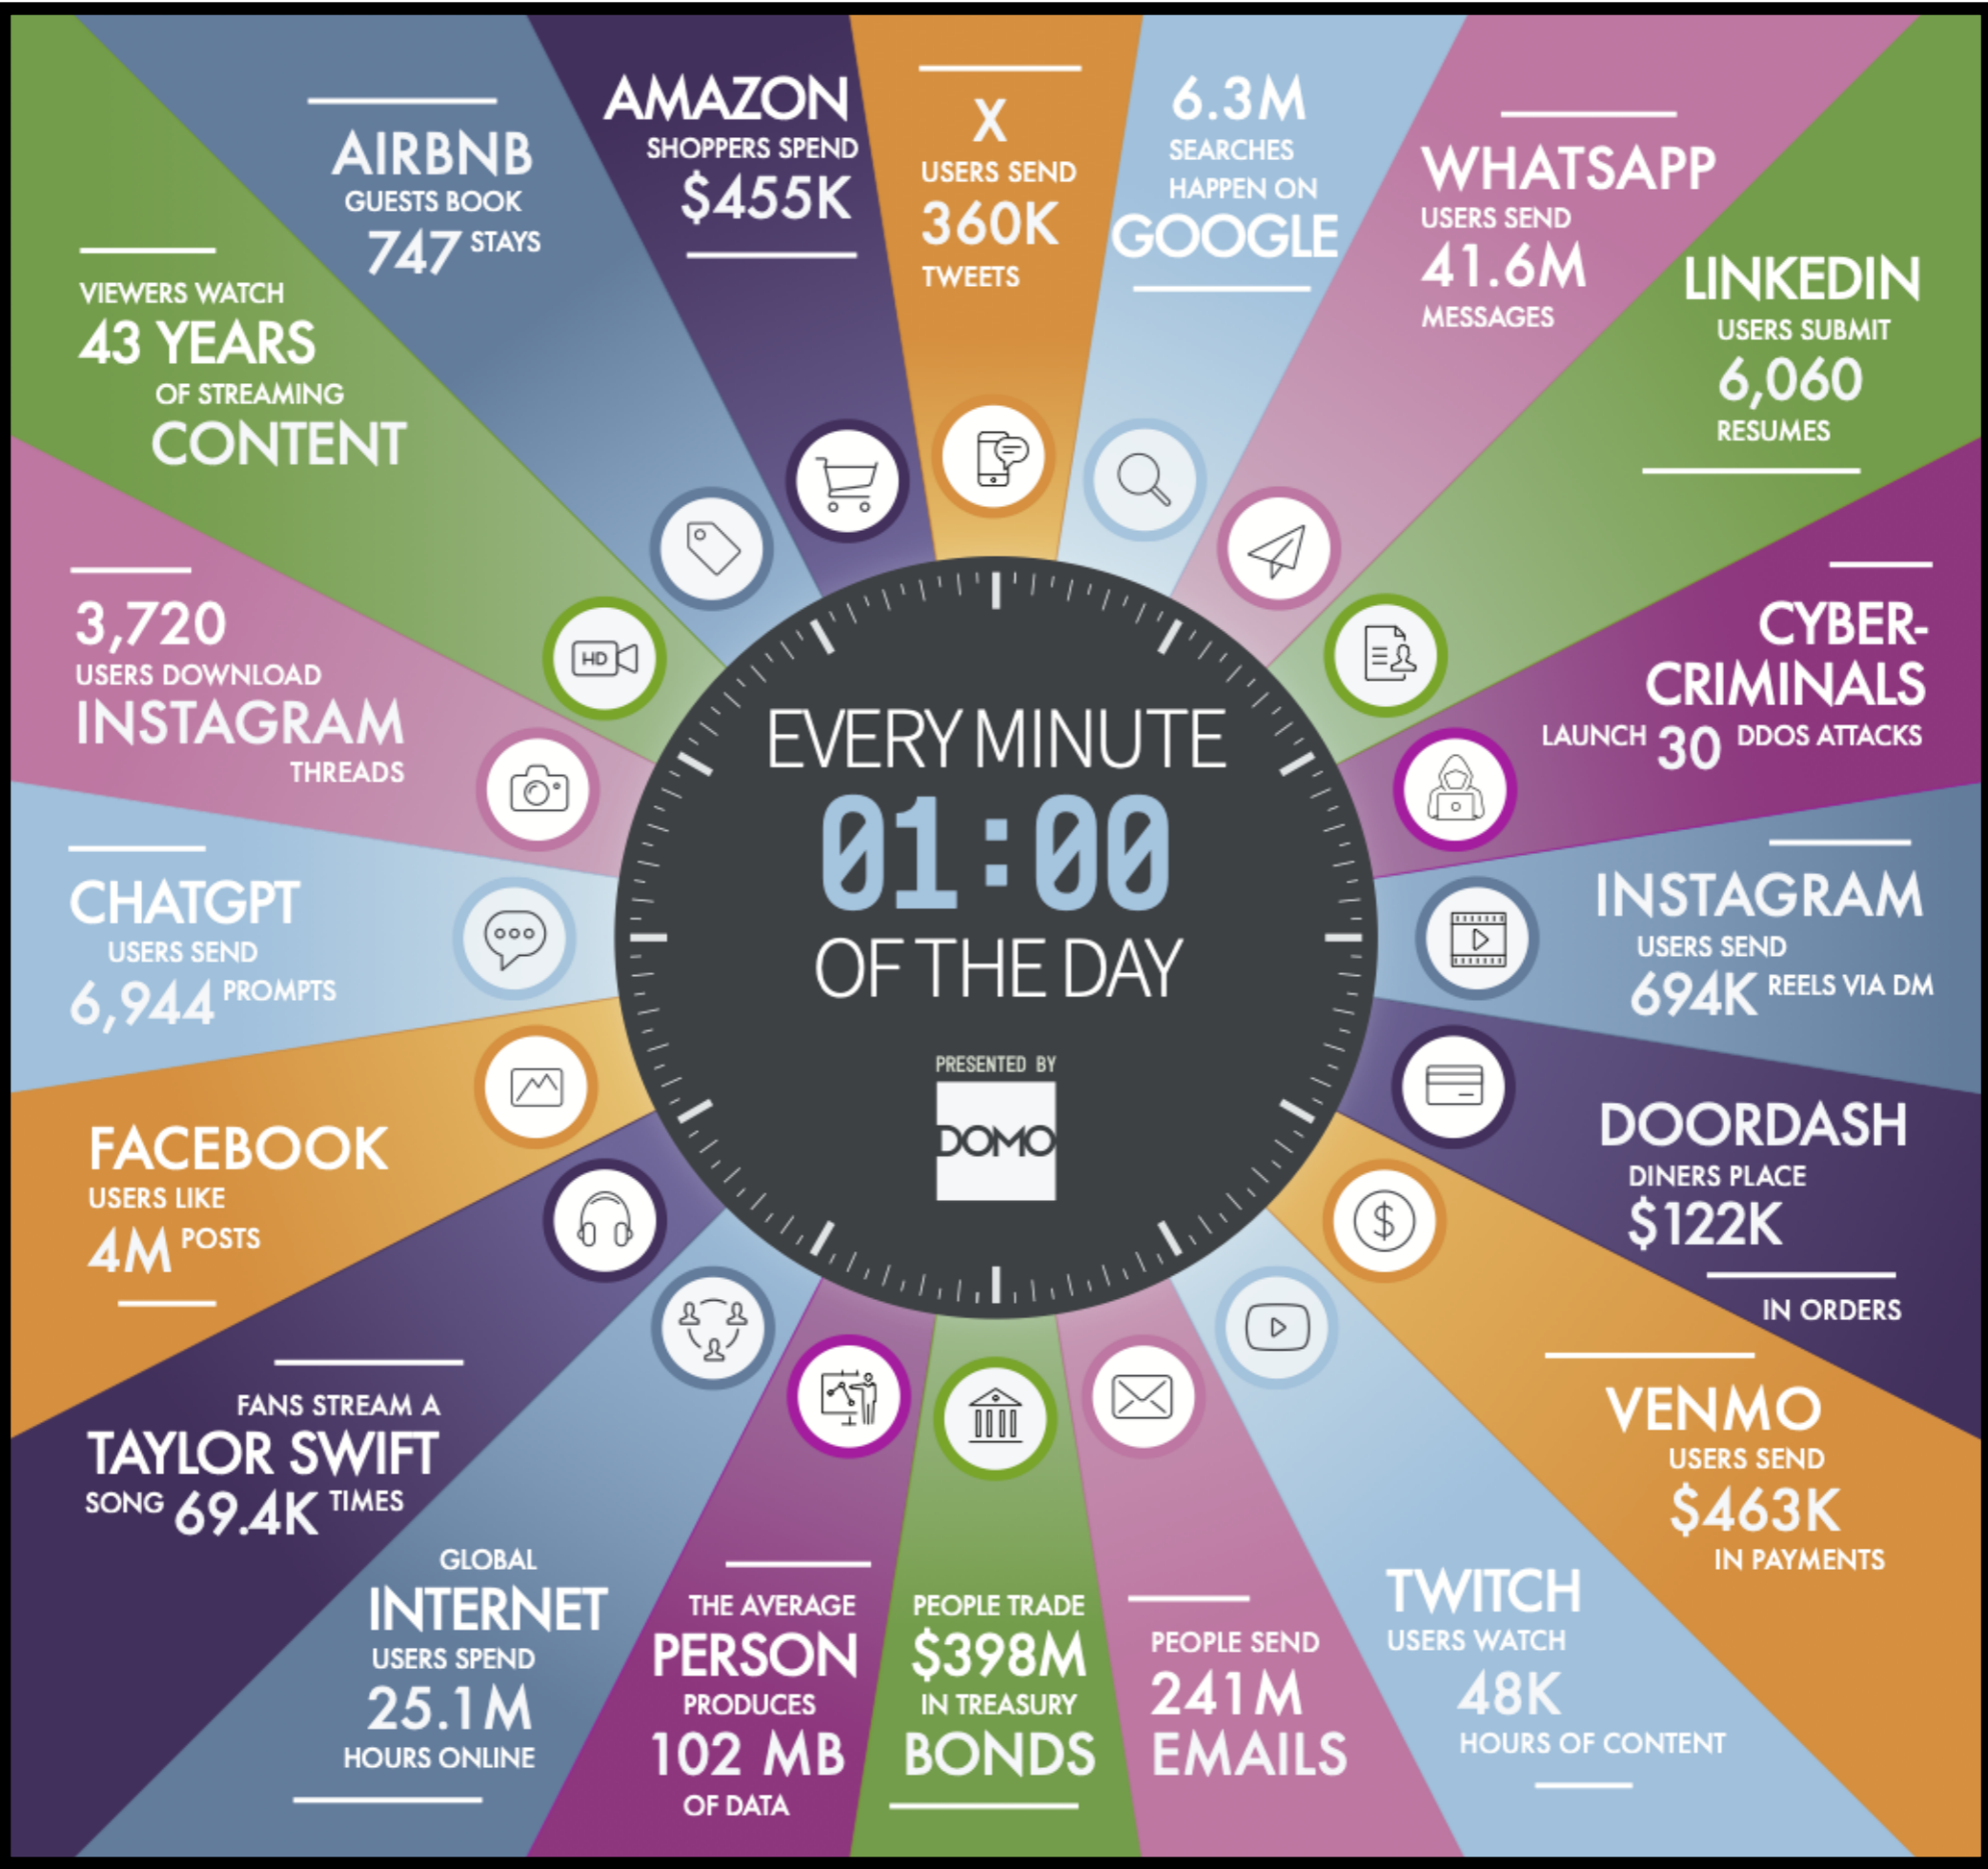 AIRBNB
GUESTS BOOK
747 STAYS
AMAZON
SHOPPERS SPEND
$455K
X
USERS SEND
360K
TWEETS
6.3M
SEARCHES
HAPPEN ON
GOOGLE
WHATSAPP
USERS SEND
41.6M
MESSAGES
LINKEDIN
USERS SUBMIT
6,060
RESUMES
CYBER-
CRIMINALS
LAUNCH 30 DDOS ATTACKS
INSTAGRAM
USERS SEND
694K REELS VIA DM
DOORDASH
DINERS PLACE
$122K
IN ORDERS
VENMO
USERS SEND
$463K
IN PAYMENTS
TWITCH
USERS WATCH
48K
HOURS OF CONTENT
PEOPLE SEND
241M
EMAILS
PEOPLE TRADE
$398M
IN TREASURY
BONDS
THE AVERAGE
PERSON
PRODUCES
102 MB
OF DATA
GLOBAL
INTERNET
USERS SPEND
25.1M
HOURS ONLINE
FANS STREAM A
TAYLOR SWIFT
SONG 69.4K TIMES
FACEBOOK
USERS LIKE
4M POSTS
CHATGPT
USERS SEND
6,944 PROMPTS
3,720
USERS DOWNLOAD
INSTAGRAM
THREADS
VIEWERS WATCH
43 YEARS
OF STREAMING
CONTENT
HD
EVERY MINUTE
01:00
OF THE DAY
PRESENTED BY
DOMO